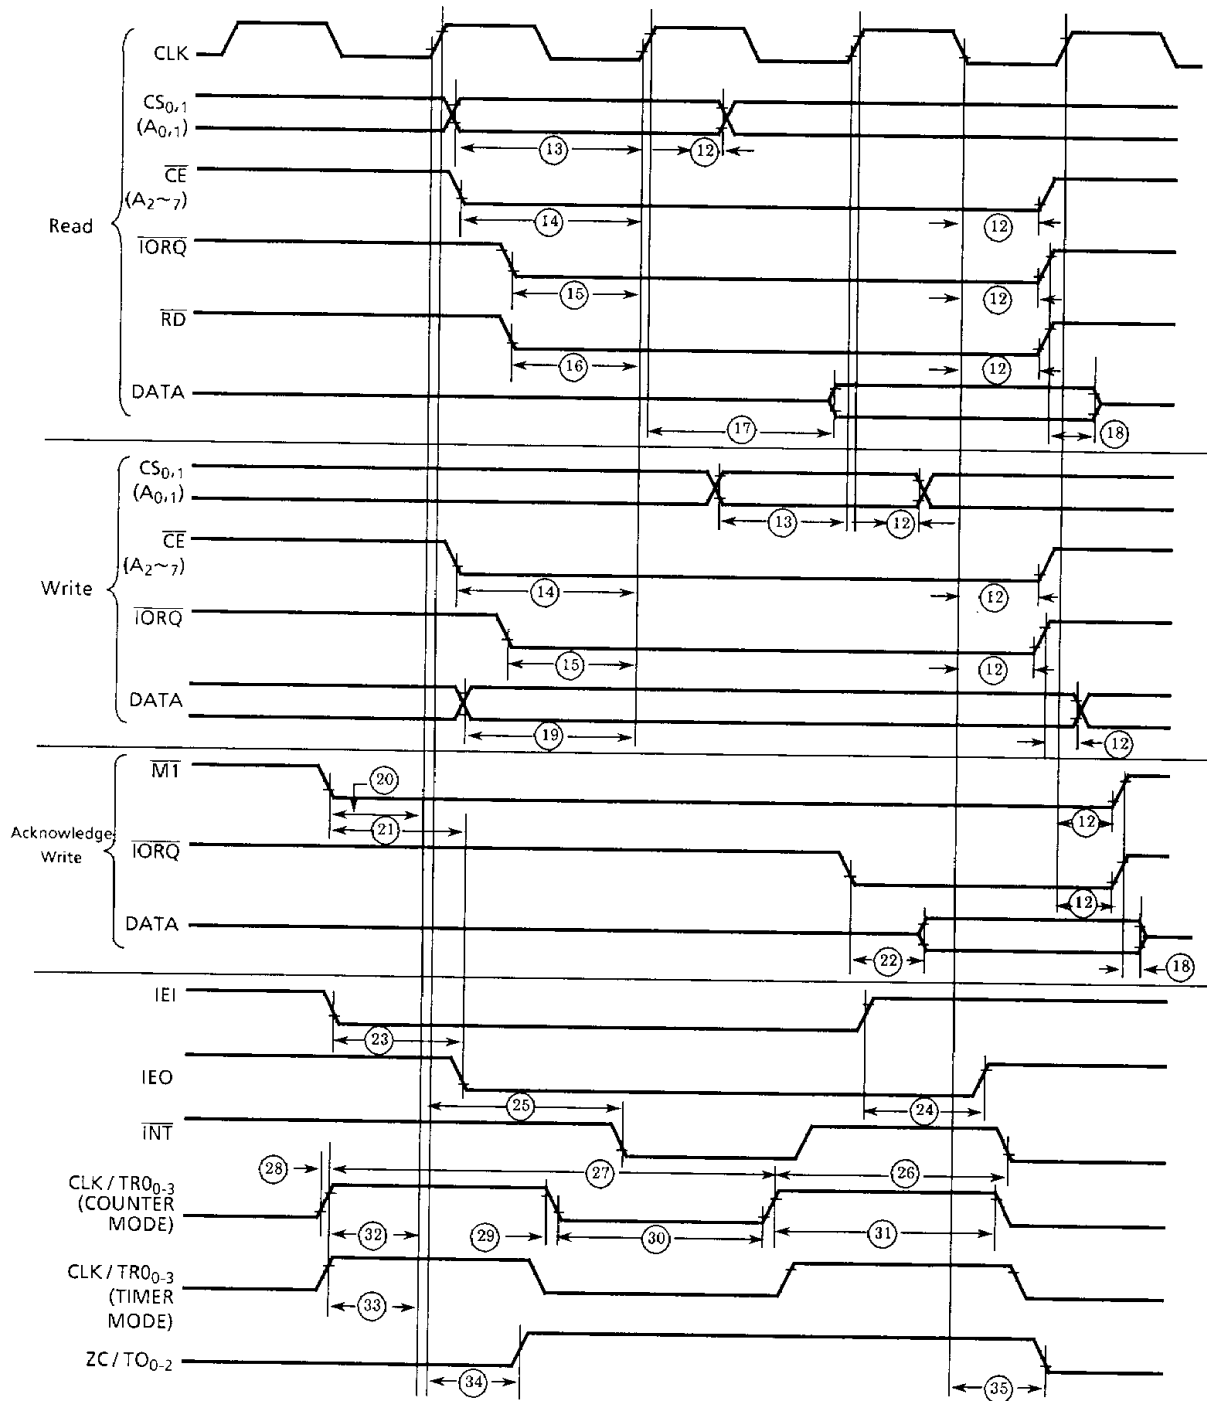 CLK
CS0,1
(A0,1)
13
12
CE
(A2~7)
14
12
Read
IORQ
15
12
RD
16
12
DATA
17
18
CS0,1
(A0,1)
13
12
CE
(A2~7)
14
12
Write
IORQ
15
12
DATA
19
12
M1
20
21
12
Acknowledge
Write
IORQ
12
DATA
22
18
IEI
23
IEO
25
24
INT
28
27
26
CLK / TR00-3
(COUNTER
MODE)
32
29
30
31
CLK / TR00-3
(TIMER
MODE)
33
ZC / TO0-2
34
35